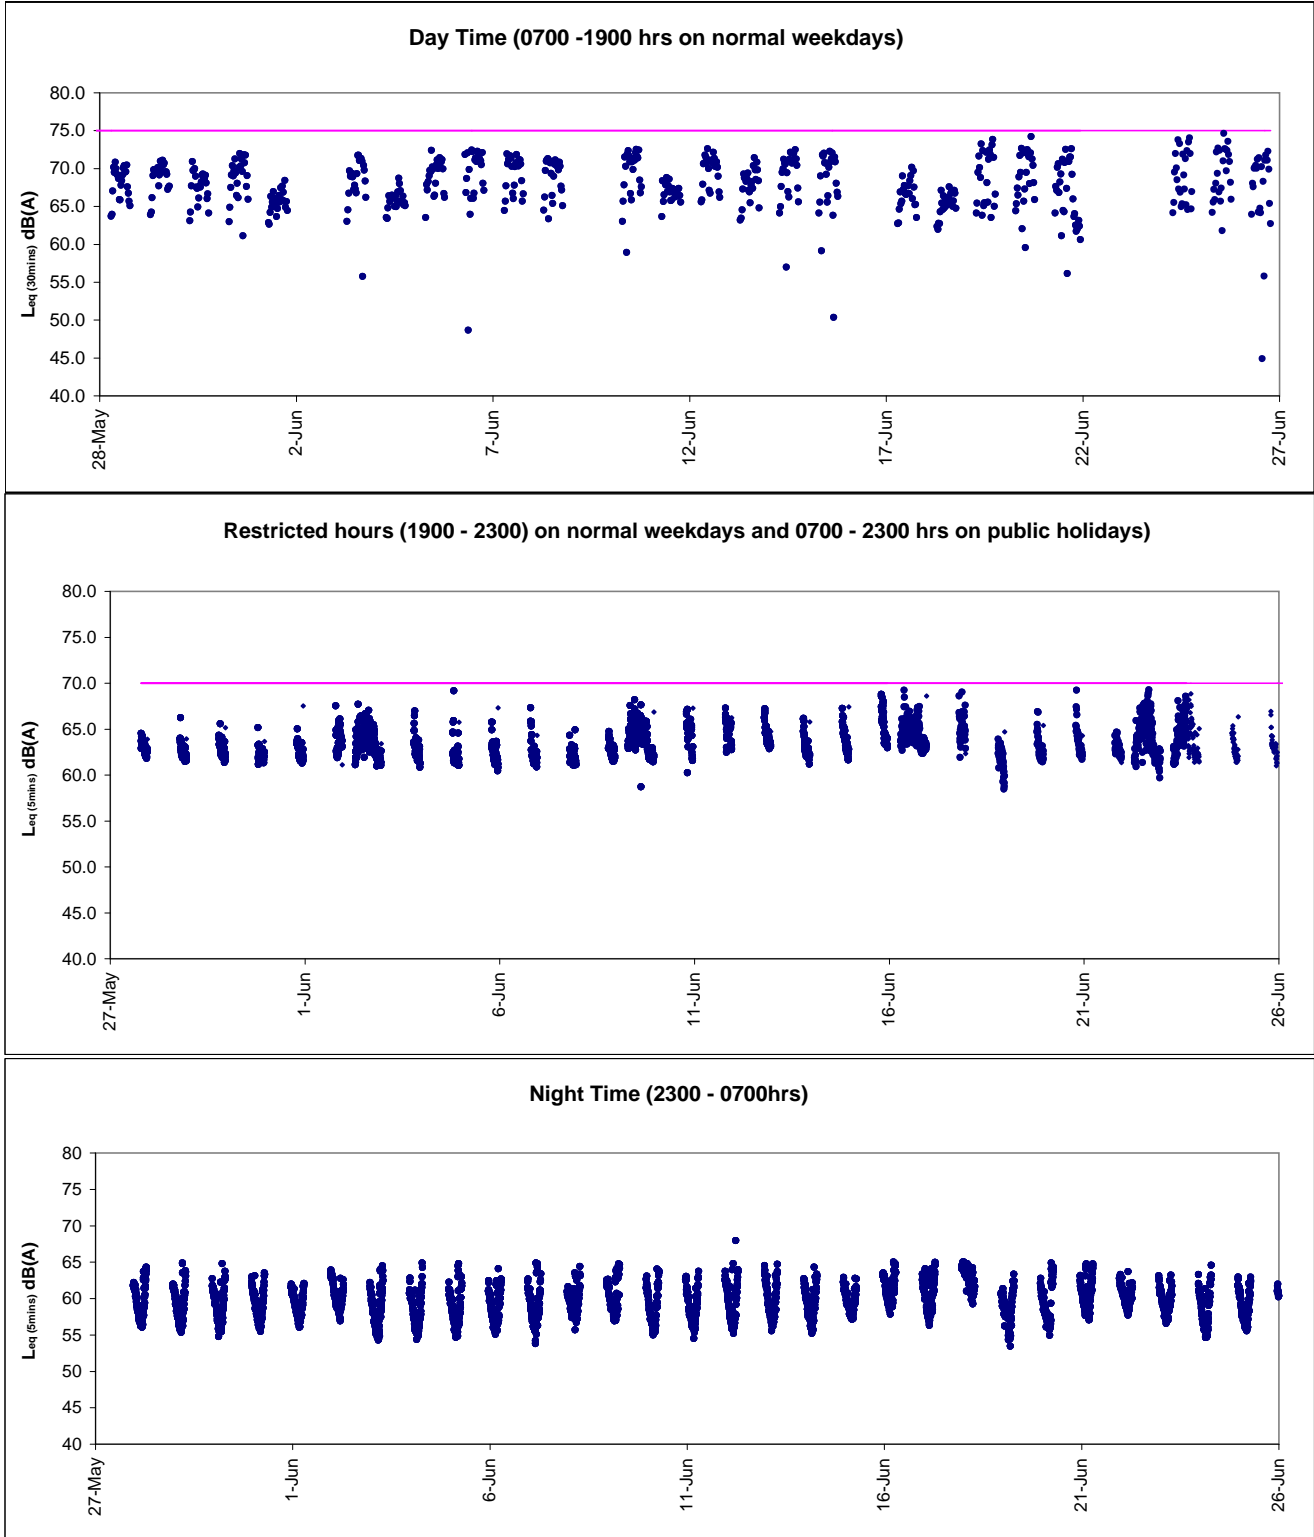 Day Time (0700 -1900 hrs on normal weekdays)
80.0
75.0
70.0
65.0
60.0
55.0
50.0
45.0
40.0
Leq (30mins) dB(A)
28-May
2-Jun
7-Jun
12-Jun
17-Jun
22-Jun
27-Jun
Restricted hours (1900 - 2300) on normal weekdays and 0700 - 2300 hrs on public holidays)
80.0
75.0
70.0
65.0
60.0
55.0
50.0
45.0
40.0
Leq (5mins) dB(A)
27-May
1-Jun
6-Jun
11-Jun
16-Jun
21-Jun
26-Jun
Night Time (2300 - 0700hrs)
80
75
70
65
60
55
50
45
40
Leq (5mins) dB(A)
27-May
1-Jun
6-Jun
11-Jun
16-Jun
21-Jun
26-Jun